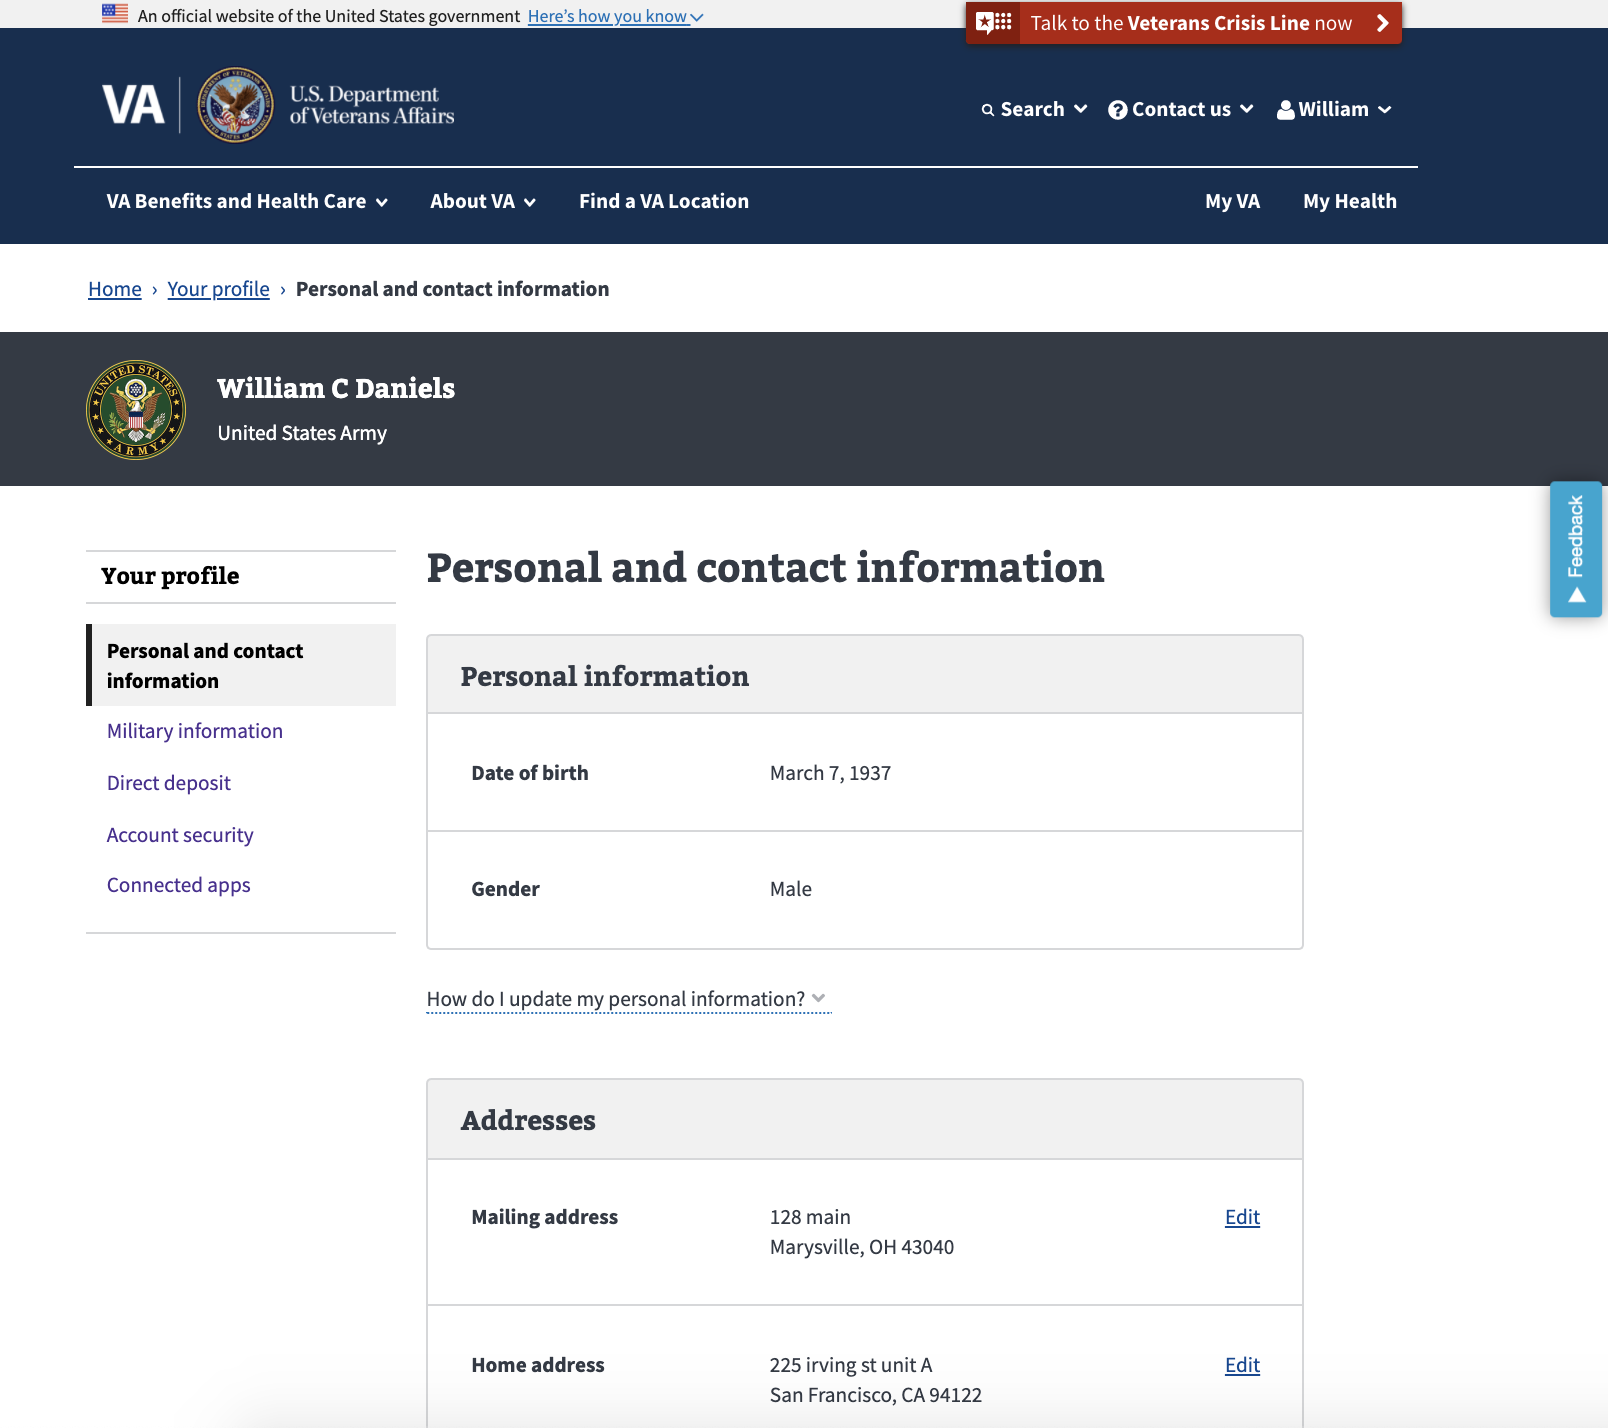 An official website of the United States government Here's how you know
Talk to the Veterans Crisis Line now
VA
U.S. Department
of Veterans Affairs
Search
Contact us
William
VA Benefits and Health Care
About VA
Find a VA Location
My VA
My Health
Home › Your profile › Personal and contact information
UNITED STATES
ARMY
William C Daniels
United States Army
Feedback
Your profile
Personal and contact
information
Military information
Direct deposit
Account security
Connected apps
Personal and contact information
Personal information
Date of birth March 7, 1937
Gender Male
How do I update my personal information?
Addresses
Mailing address 128 main Edit
Marysville, OH 43040
Home address 225 irving st unit A Edit
San Francisco, CA 94122